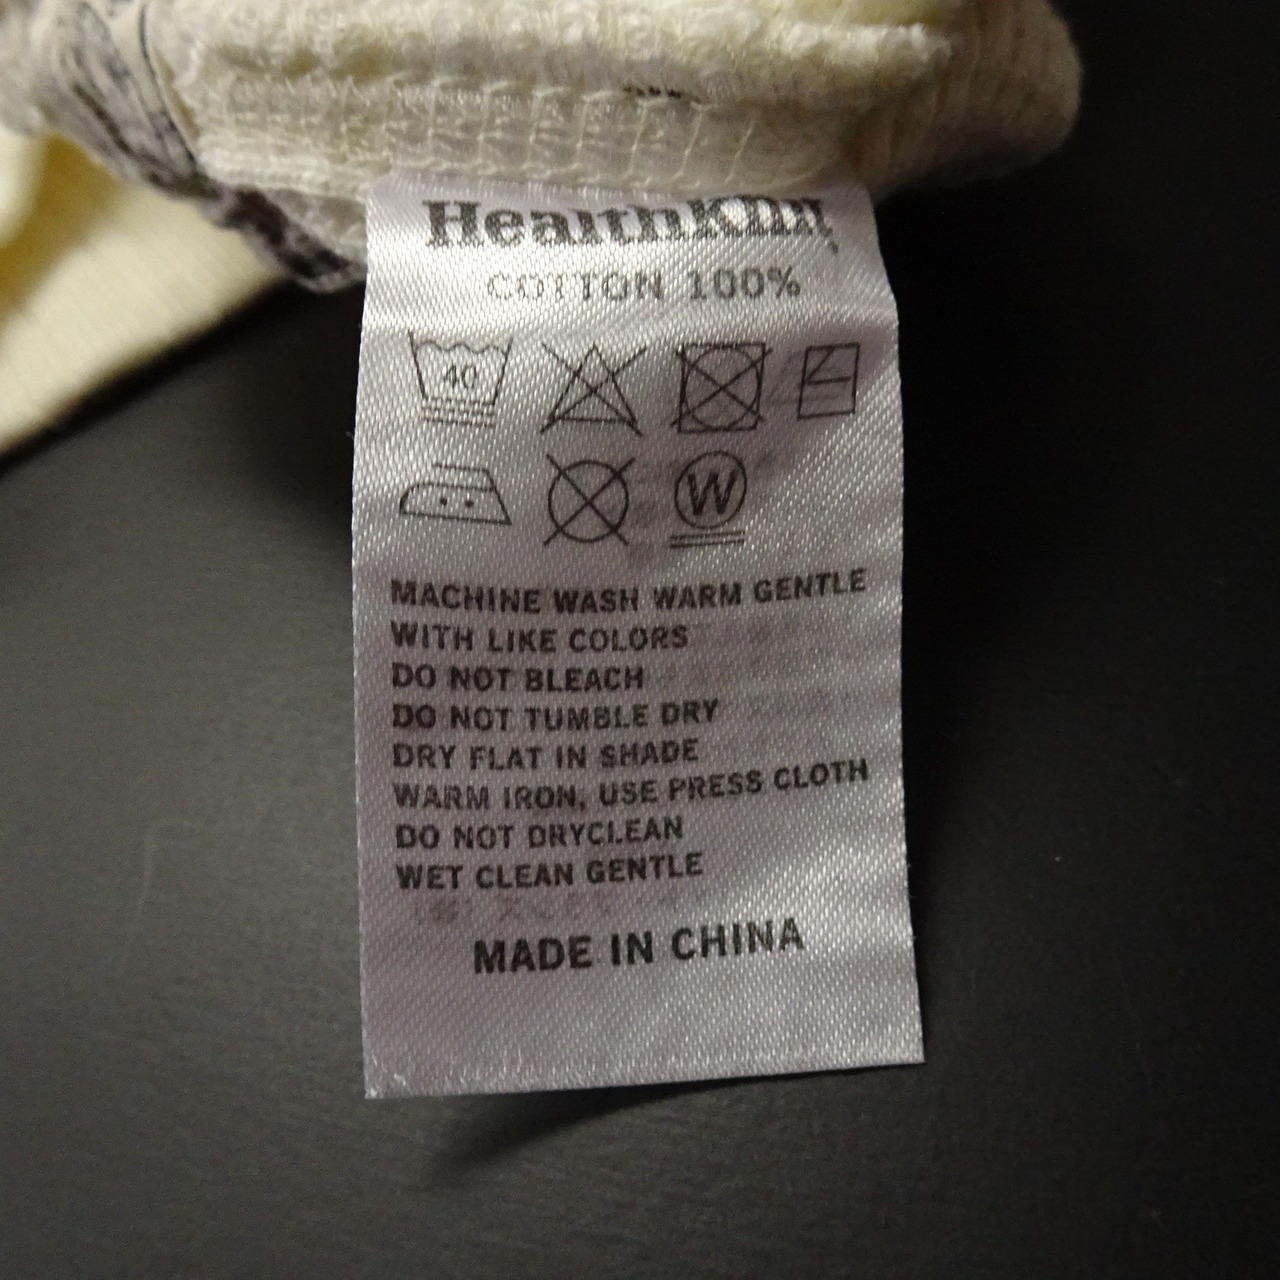 HealthKnit
COTTON 100%
40
W
MACHINE WASH WARM GENTLE
WITH LIKE COLORS
DO NOT BLEACH
DO NOT TUMBLE DRY
DRY FLAT IN SHADE
WARM IRON, USE PRESS CLOTH
DO NOT DRYCLEAN
WET CLEAN GENTLE
MADE IN CHINA